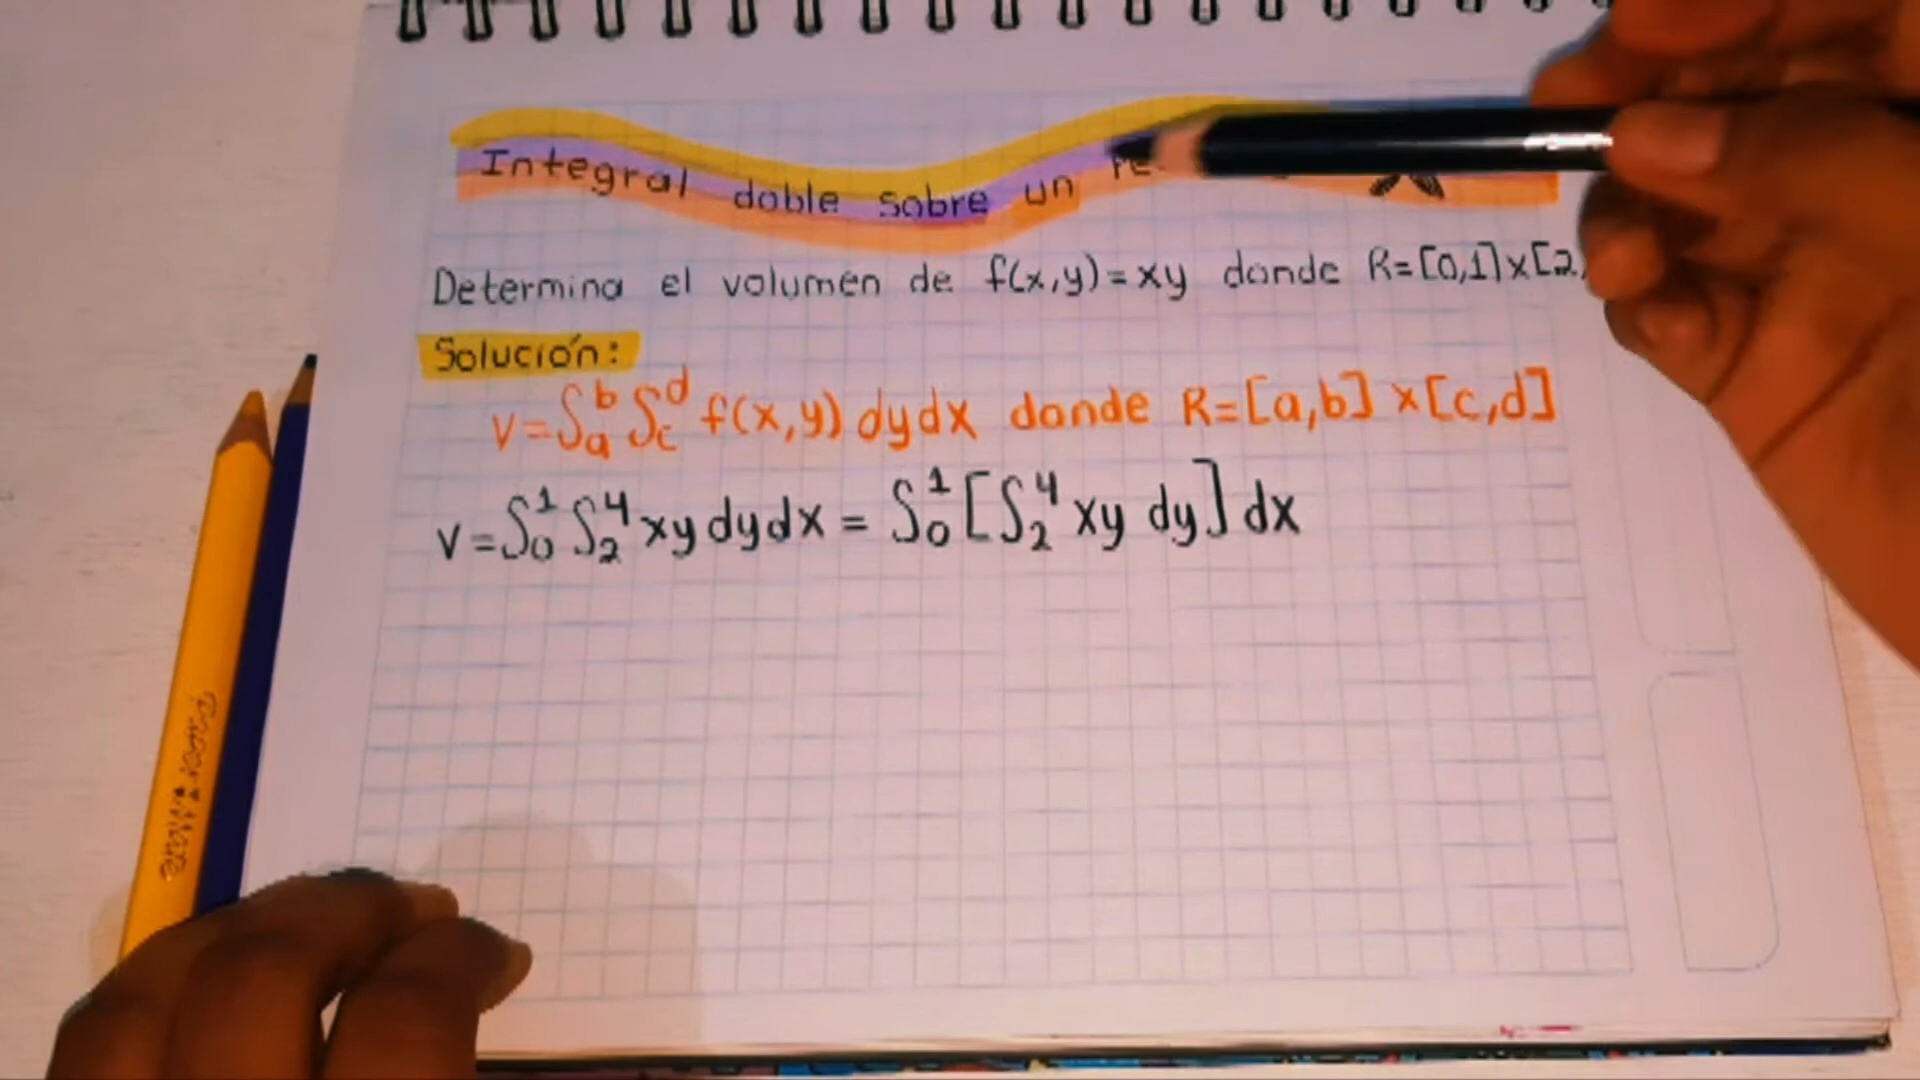 Integral doble sobre un re
Determina el volumen de f(x,y)=xy donde R=[0,1]x[2,
Solución:
V=∫ₐᵇ ∫꜀ᵈ f(x,y) dydx donde R=[a,b] x[c,d]
V=∫₀¹ ∫₂⁴ xy dydx = ∫₀¹ [∫₂⁴ xy dy] dx